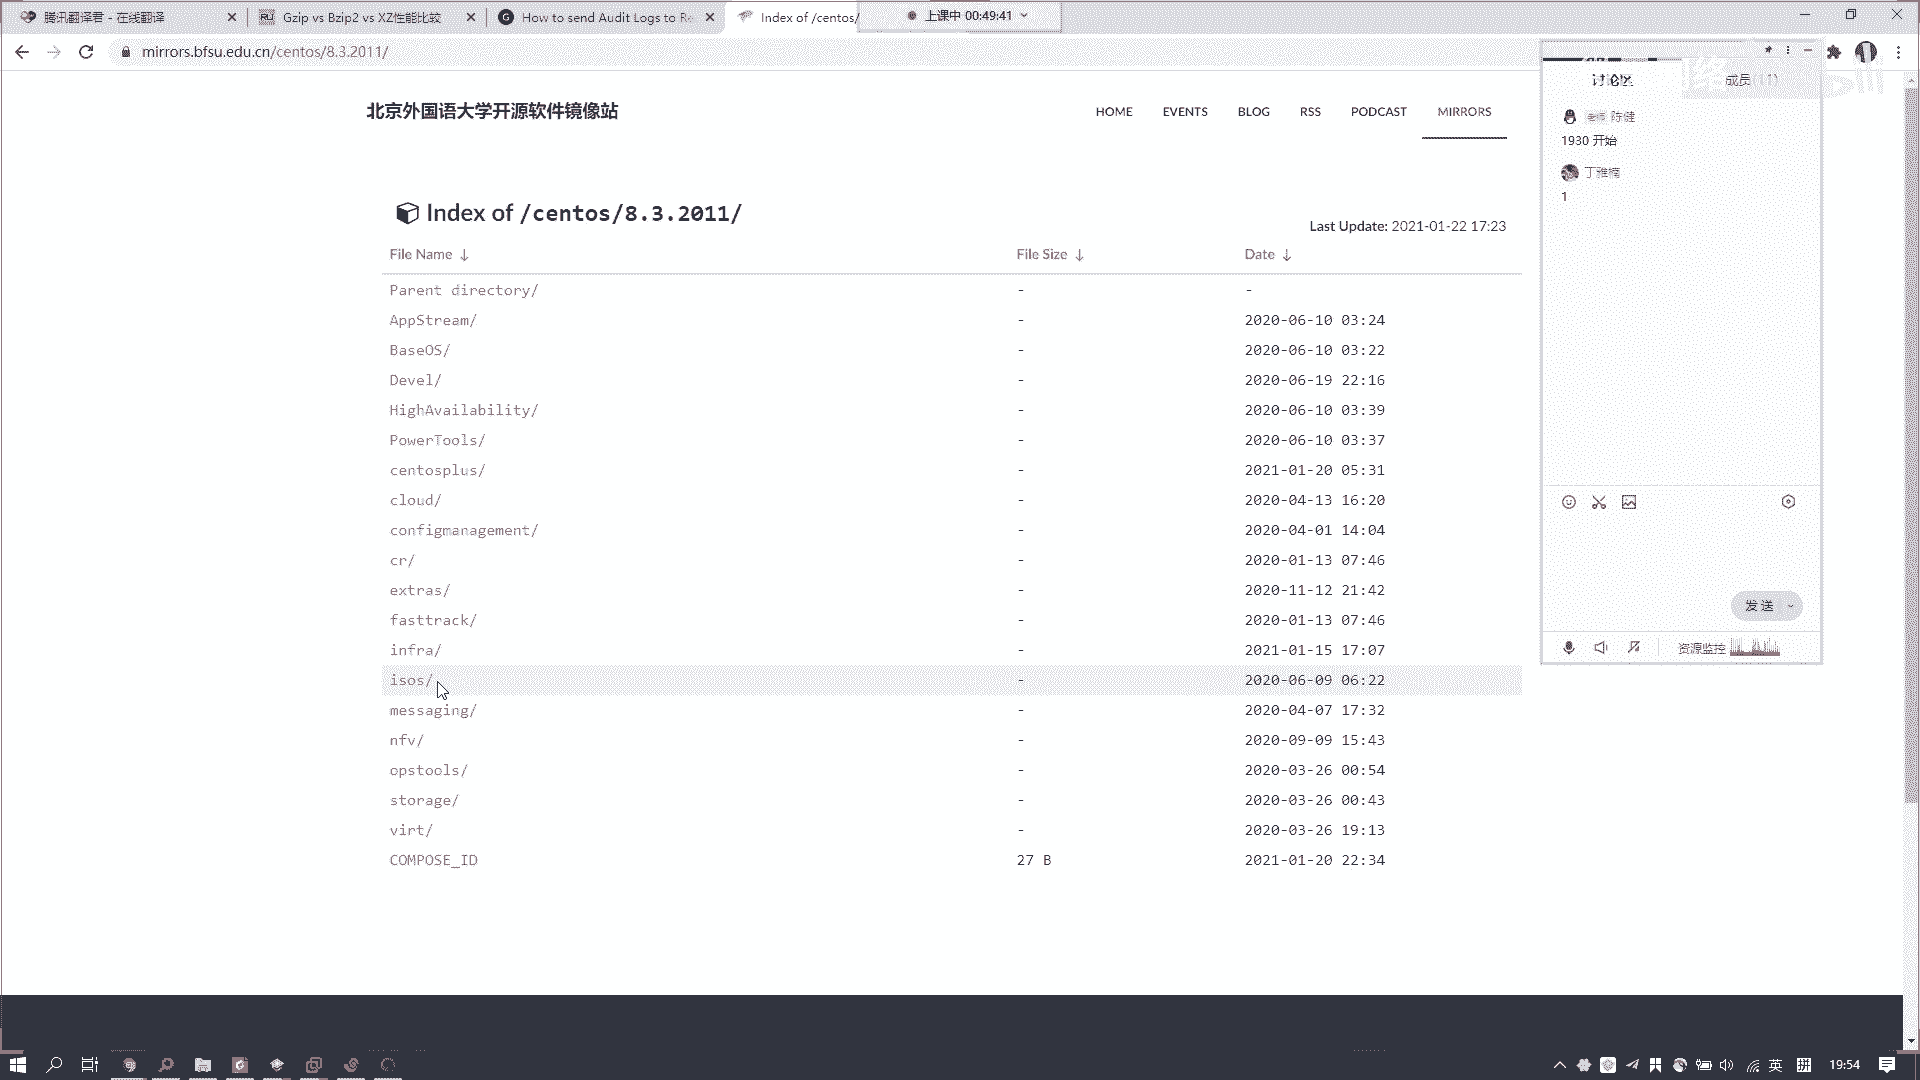 腾讯翻译君 - 在线翻译
Gzip vs Bzip2 vs XZ性能比较
How to send Audit Logs to Re
Index of /centos/
上课中 00:49:41
mirrors.bfsu.edu.cn/centos/8.3.2011/
北京外国语大学开源软件镜像站
HOME EVENTS BLOG RSS PODCAST MIRRORS
Index of /centos/8.3.2011/
Last Update: 2021-01-22 17:23
File Name ↓ File Size ↓ Date ↓
Parent directory/ - -
AppStream/ - 2020-06-10 03:24
BaseOS/ - 2020-06-10 03:22
Devel/ - 2020-06-19 22:16
HighAvailability/ - 2020-06-10 03:39
PowerTools/ - 2020-06-10 03:37
centosplus/ - 2021-01-20 05:31
cloud/ - 2020-04-13 16:20
configmanagement/ - 2020-04-01 14:04
cr/ - 2020-01-13 07:46
extras/ - 2020-11-12 21:42
fasttrack/ - 2020-01-13 07:46
infra/ - 2021-01-15 17:07
isos/ - 2020-06-09 06:22
messaging/ - 2020-04-07 17:32
nfv/ - 2020-09-09 15:43
opstools/ - 2020-03-26 00:54
storage/ - 2020-03-26 00:43
virt/ - 2020-03-26 19:13
COMPOSE_ID 27 B 2021-01-20 22:34
讨论区 成员(11)
老师 陈健
1930 开始
丁雅楠
1
发送
资源监控
英
拼
19:54